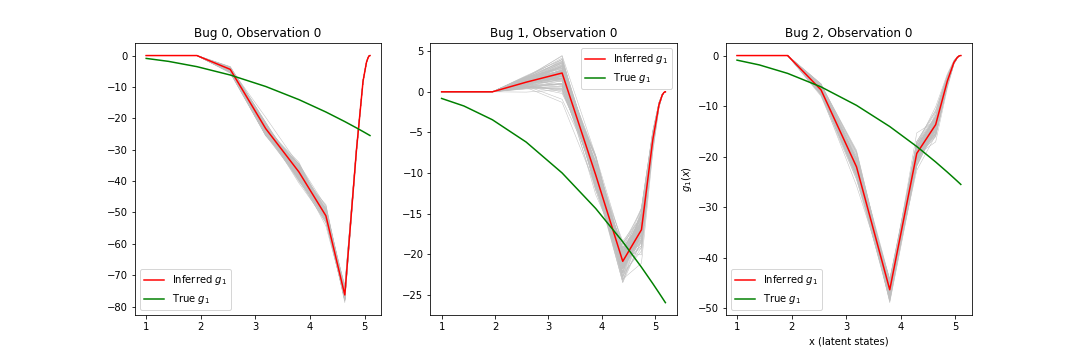 Bug 0, Observation 0
0
−10
−20
−30
−40
−50
−60
−70
−80
1 2 3 4 5
Inferred g₁
True g₁
Bug 1, Observation 0
5
0
−5
−10
−15
−20
−25
1 2 3 4 5
Inferred g₁
True g₁
Bug 2, Observation 0
g₁(x)
0
−10
−20
−30
−40
−50
1 2 3 4 5
x (latent states)
Inferred g₁
True g₁